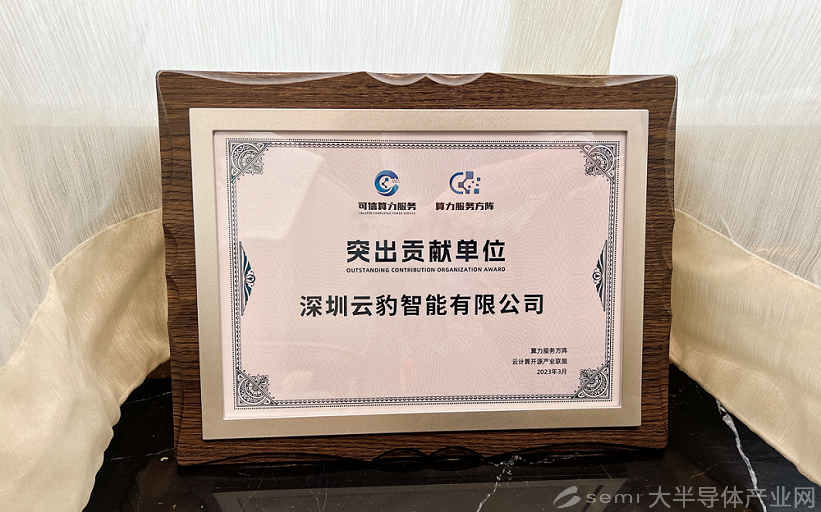 可信算力服务
TRUSTED COMPUTING POWER SERVICE
算力服务方阵
突出贡献单位
OUTSTANDING CONTRIBUTION ORGANIZATION AWARD
深圳云豹智能有限公司
算力服务方阵
云计算开源产业联盟
2023年3月
semi 大半导体产业网